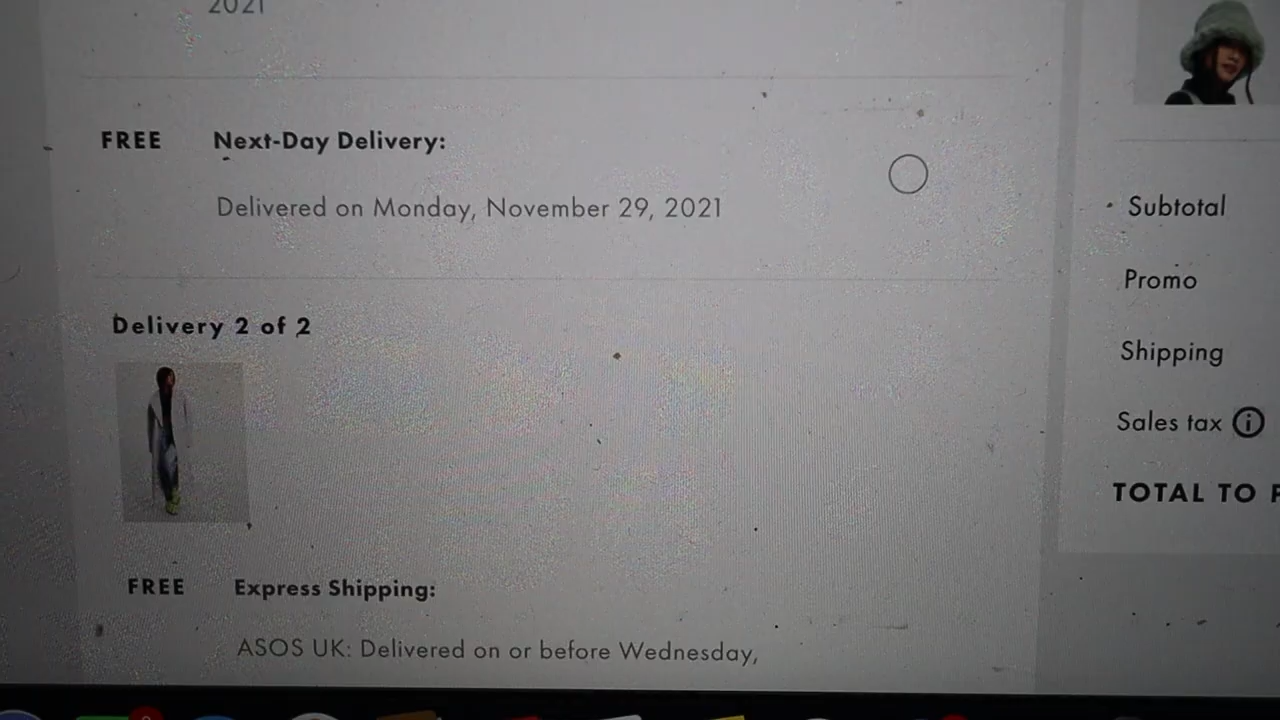 2021
FREE Next-Day Delivery:
Delivered on Monday, November 29, 2021
Delivery 2 of 2
FREE Express Shipping:
ASOS UK: Delivered on or before Wednesday,
Subtotal
Promo
Shipping
Sales tax
TOTAL TO